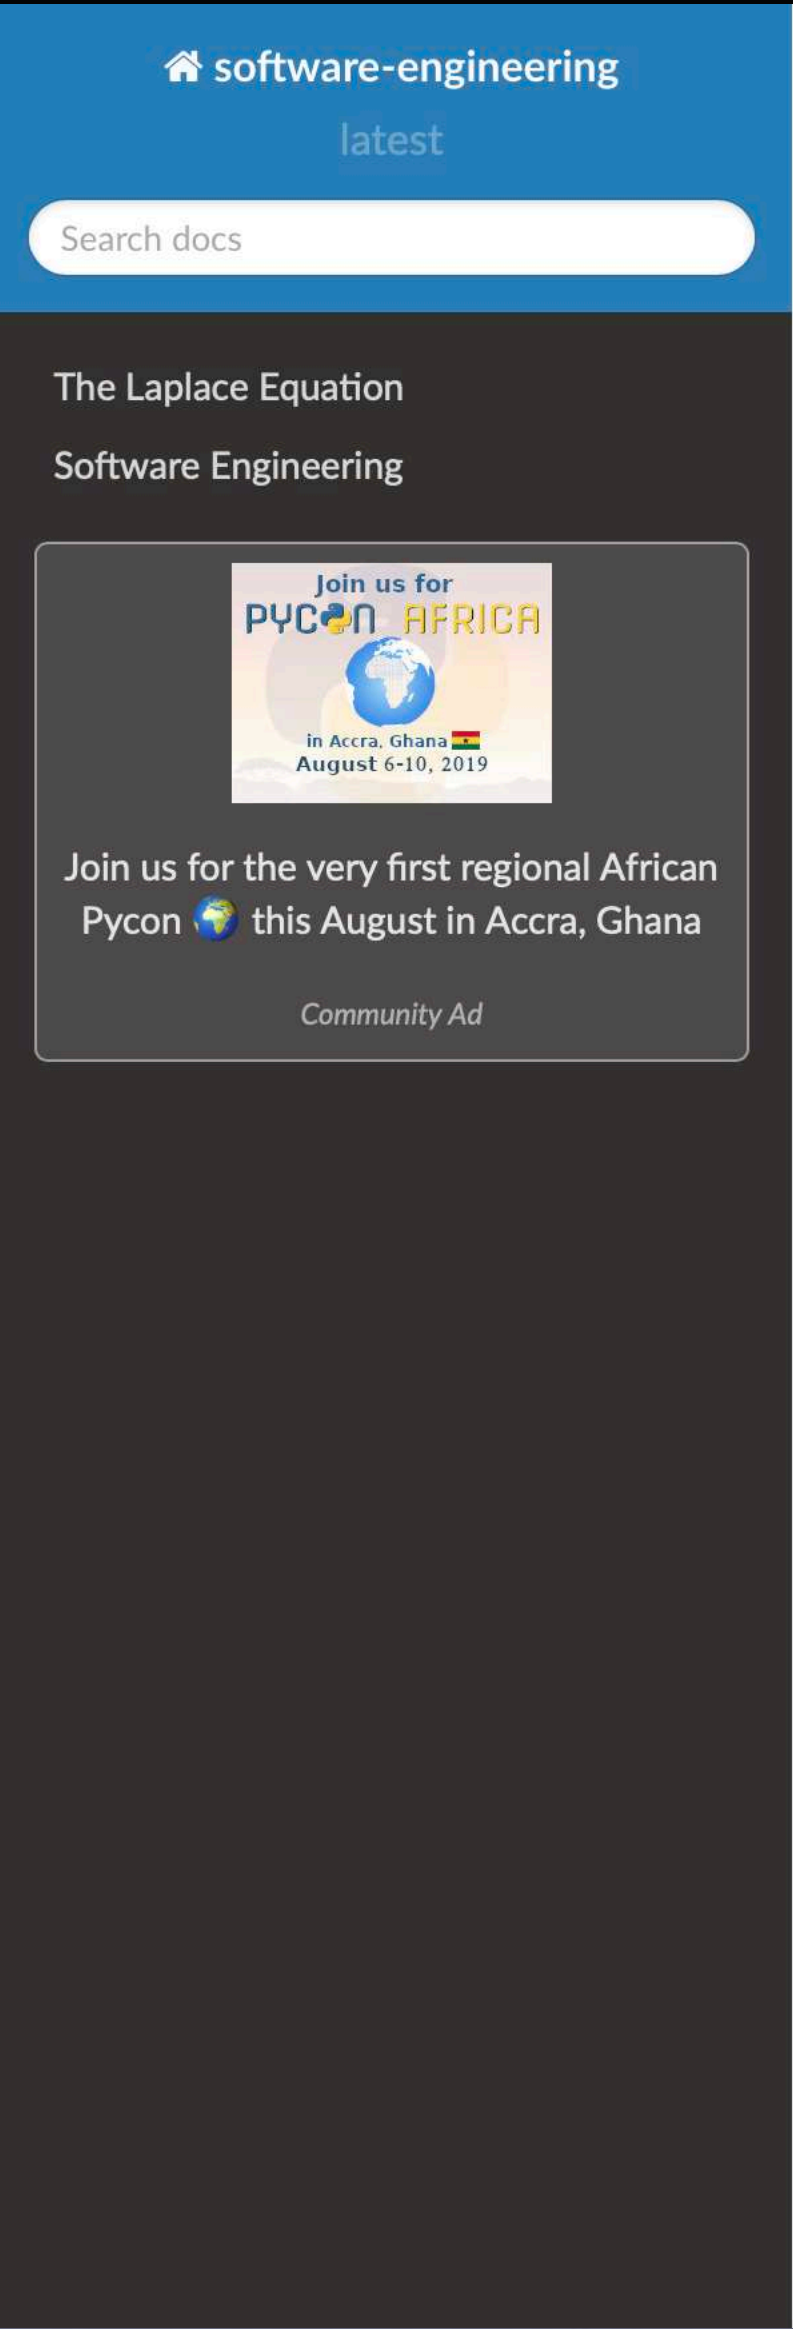 software-engineering
latest
Search docs
The Laplace Equation
Software Engineering
Join us for
PYCON AFRICA
in Accra, Ghana
August 6-10, 2019
Join us for the very first regional African
Pycon 🌍 this August in Accra, Ghana
Community Ad